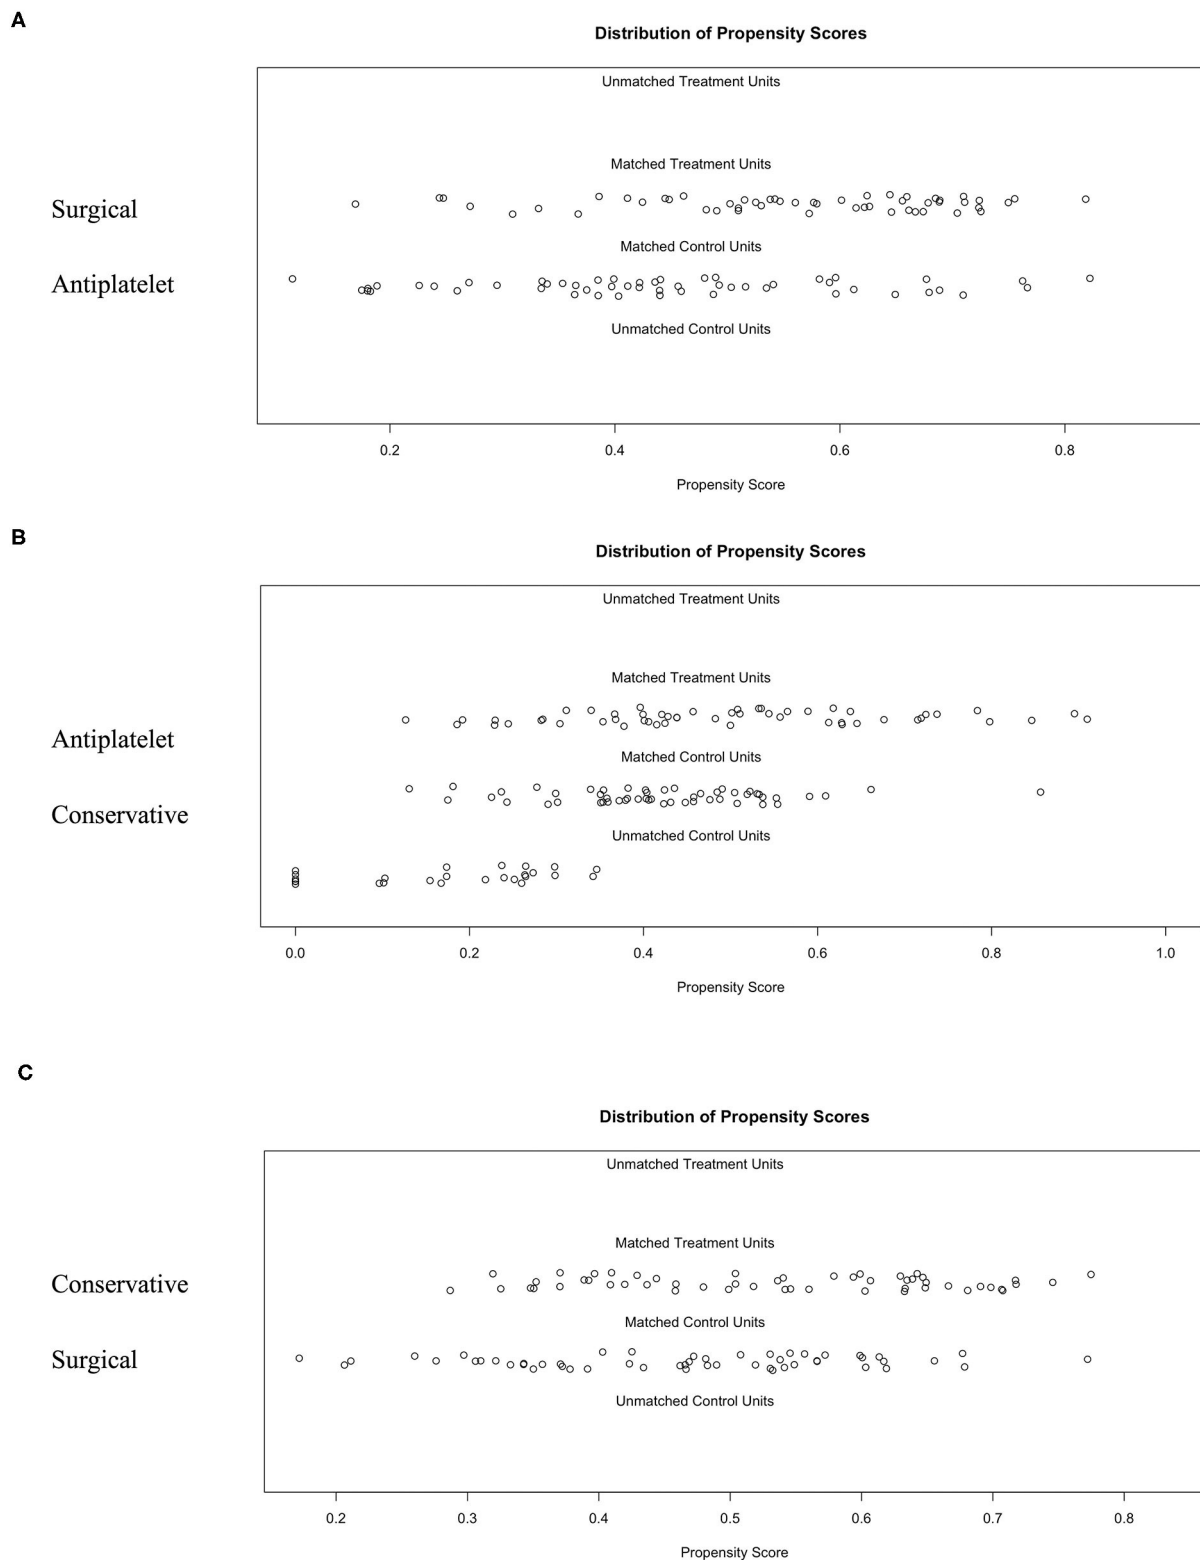 A
Distribution of Propensity Scores
Unmatched Treatment Units
Matched Treatment Units
Surgical
Matched Control Units
Antiplatelet
Unmatched Control Units
0.2 0.4 0.6 0.8
Propensity Score
B
Distribution of Propensity Scores
Unmatched Treatment Units
Matched Treatment Units
Antiplatelet
Matched Control Units
Conservative
Unmatched Control Units
0.0 0.2 0.4 0.6 0.8 1.0
Propensity Score
C
Distribution of Propensity Scores
Unmatched Treatment Units
Matched Treatment Units
Conservative
Matched Control Units
Surgical
Unmatched Control Units
0.2 0.3 0.4 0.5 0.6 0.7 0.8
Propensity Score